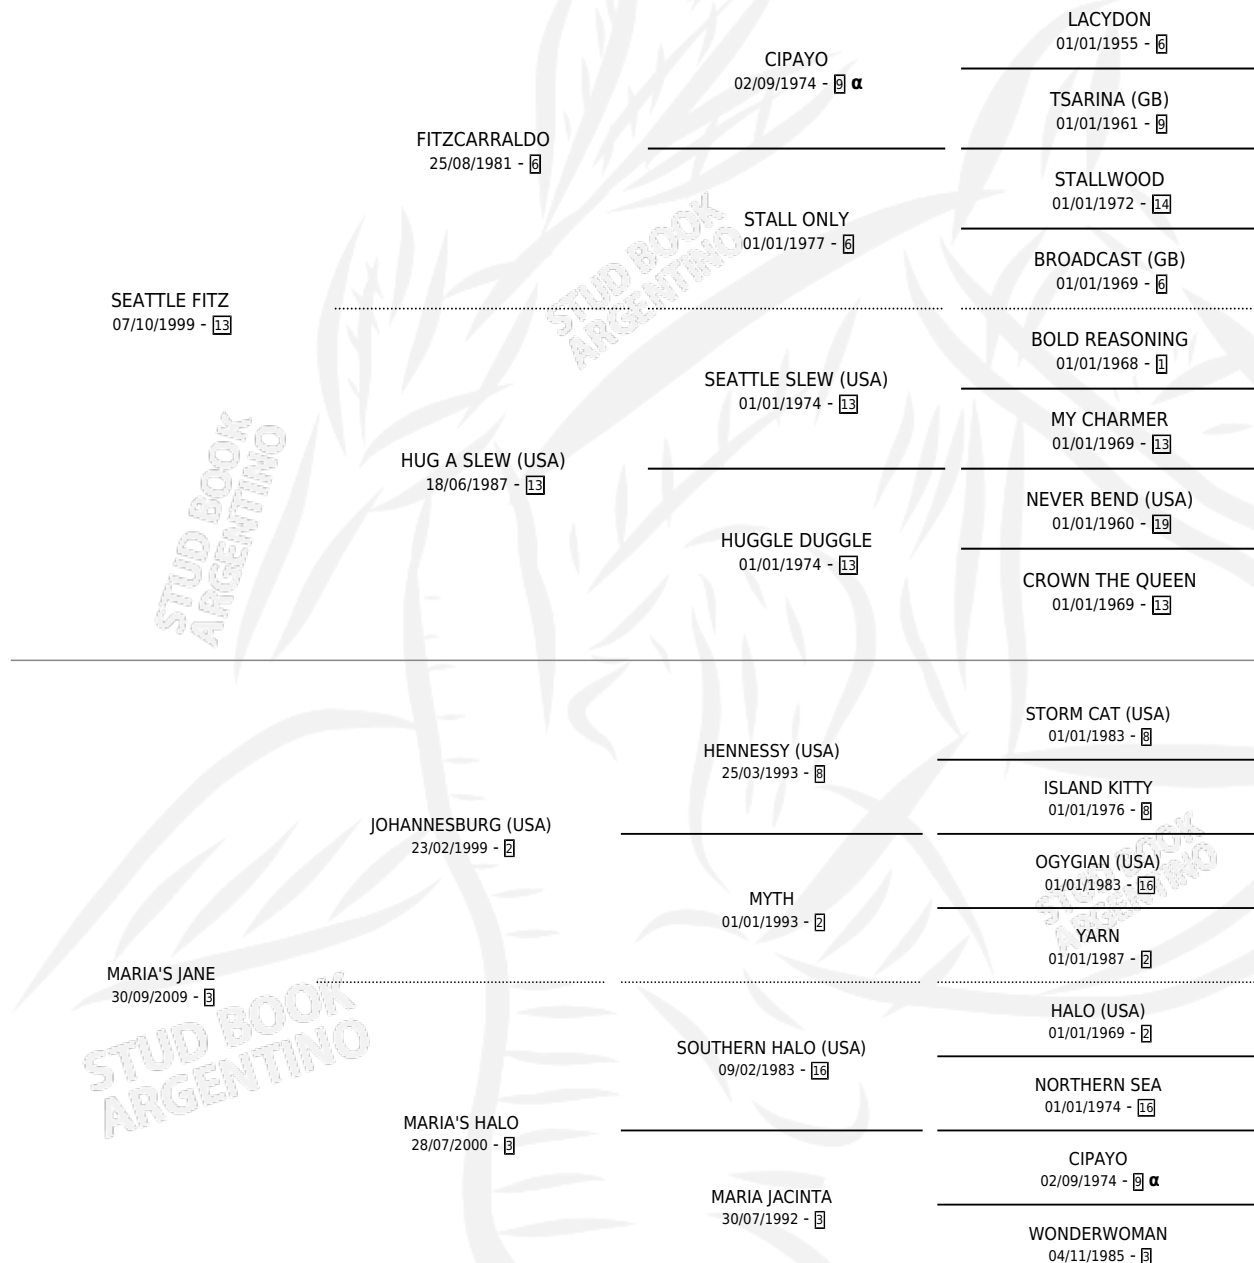 LACYDON
01/01/1955 - 6
CIPAYO
02/09/1974 - 9 α
TSARINA (GB)
01/01/1961 - 9
FITZCARRALDO
25/08/1981 - 6
STALLWOOD
01/01/1972 - 14
STALL ONLY
01/01/1977 - 6
BROADCAST (GB)
01/01/1969 - 6
SEATTLE FITZ
07/10/1999 - 13
STUD BOOK
ARGENTINO
BOLD REASONING
01/01/1968 - 1
SEATTLE SLEW (USA)
01/01/1974 - 13
MY CHARMER
01/01/1969 - 13
HUG A SLEW (USA)
18/06/1987 - 13
NEVER BEND (USA)
01/01/1960 - 19
STUD BOOK
ARGENTINO
HUGGLE DUGGLE
01/01/1974 - 13
CROWN THE QUEEN
01/01/1969 - 13
STORM CAT (USA)
01/01/1983 - 8
HENNESSY (USA)
25/03/1993 - 8
ISLAND KITTY
01/01/1976 - 8
JOHANNESBURG (USA)
23/02/1999 - 2
OGYGIAN (USA)
01/01/1983 - 16
STUD BOOK
ARGENTINO
MYTH
01/01/1993 - 2
YARN
01/01/1987 - 2
MARIA'S JANE
30/09/2009 - 3
STUD BOOK
ARGENTINO
HALO (USA)
01/01/1969 - 2
SOUTHERN HALO (USA)
09/02/1983 - 16
NORTHERN SEA
01/01/1974 - 16
MARIA'S HALO
28/07/2000 - 3
CIPAYO
02/09/1974 - 9 α
MARIA JACINTA
30/07/1992 - 3
WONDERWOMAN
04/11/1985 - 3